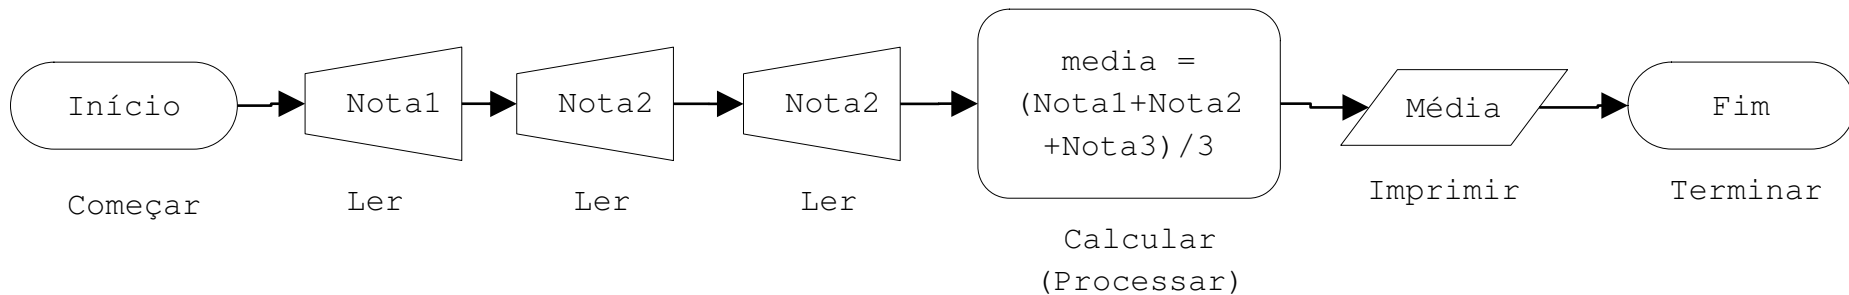 Início
Nota1
Nota2
Nota2
media =
(Nota1+Nota2
+Nota3)/3
Média
Fim
Começar
Ler
Ler
Ler
Calcular
(Processar)
Imprimir
Terminar